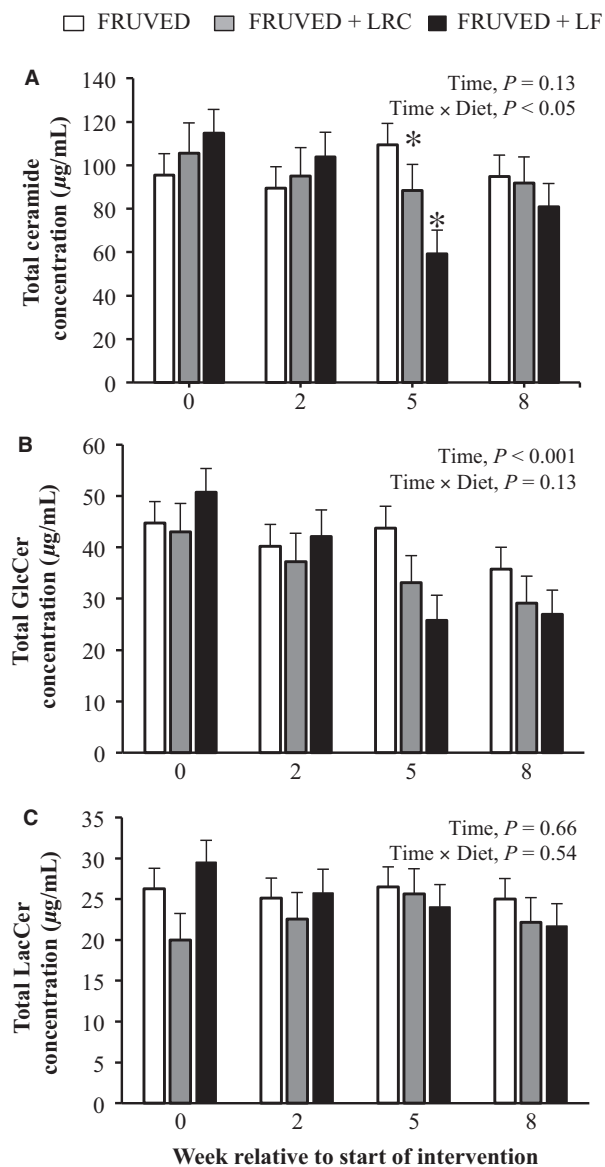 FRUVED FRUVED + LRC FRUVED + LF
A
Time, P = 0.13
Time × Diet, P < 0.05
Total ceramide
concentration (µg/mL)
140
120
100
80
60
40
20
0
* *
0 2 5 8
B
Time, P < 0.001
Time × Diet, P = 0.13
Total GlcCer
concentration (µg/mL)
60
50
40
30
20
10
0
0 2 5 8
C
Time, P = 0.66
Time × Diet, P = 0.54
Total LacCer
concentration (µg/mL)
35
30
25
20
15
10
5
0
0 2 5 8
Week relative to start of intervention